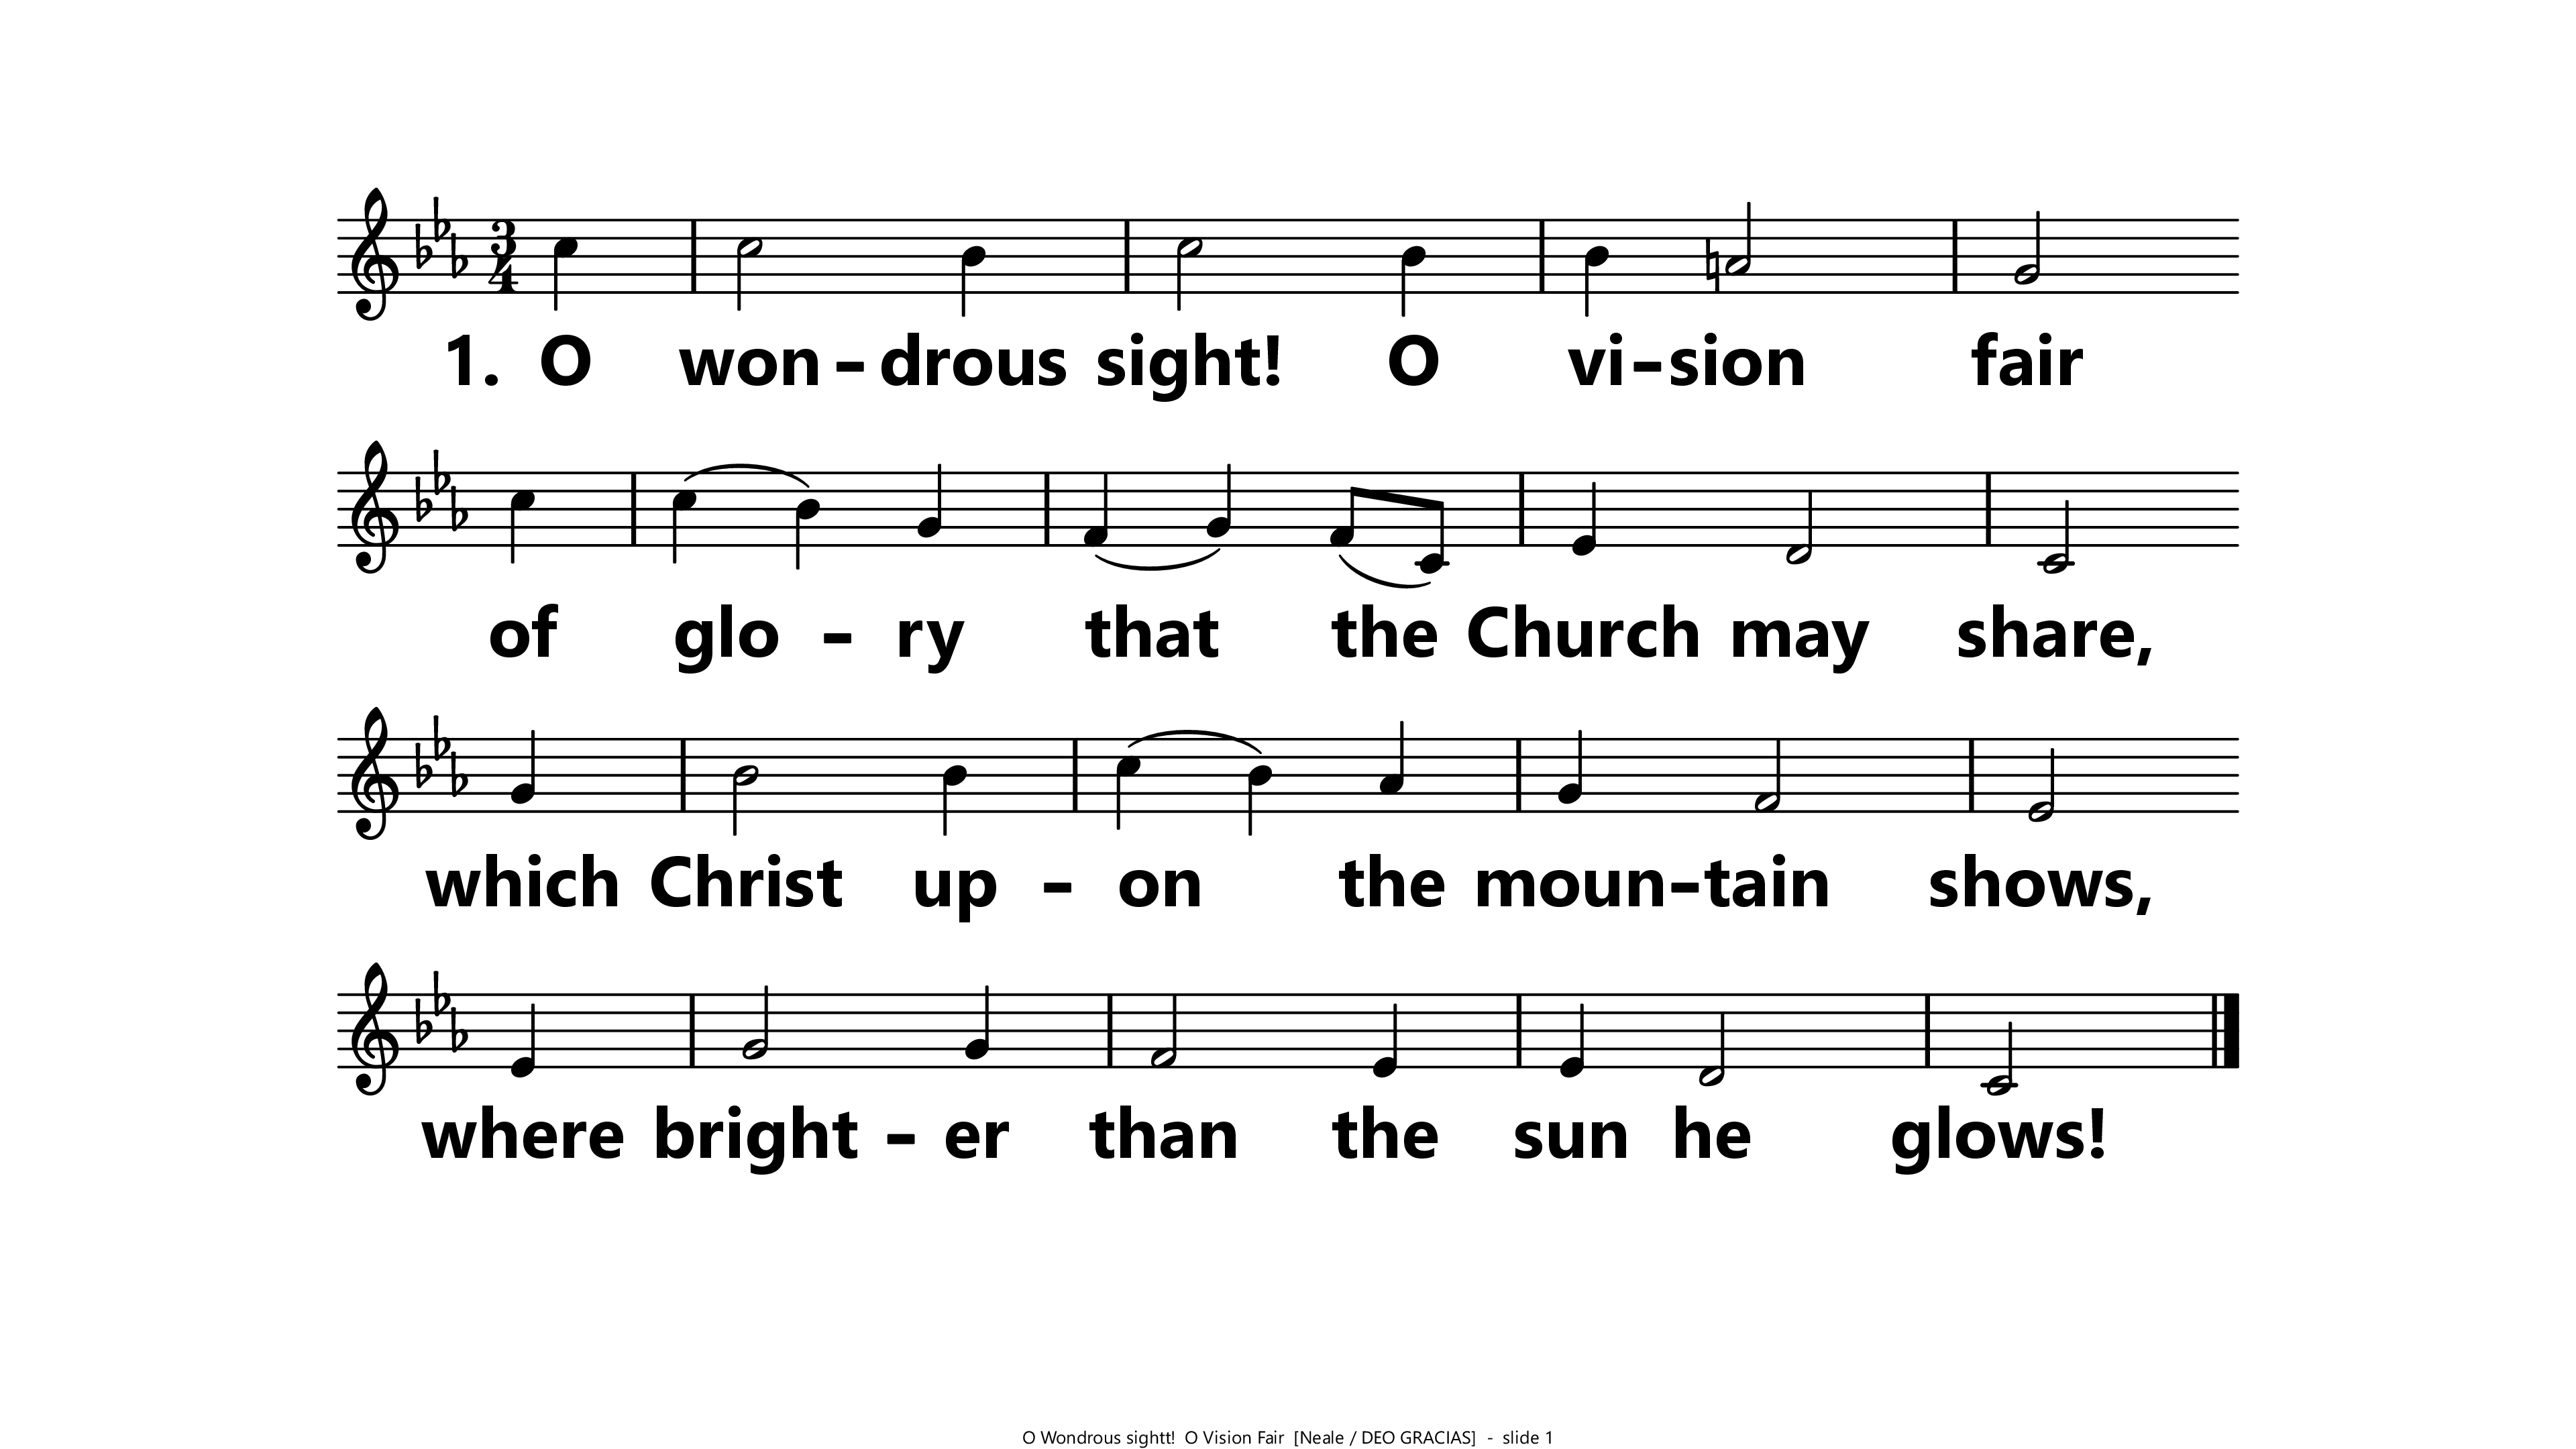 1. O won - drous sight! O vi - sion fair
of glo - ry that the Church may share,
which Christ up - on the moun - tain shows,
where bright - er than the sun he glows!
O Wondrous sightt! O Vision Fair [Neale / DEO GRACIAS] - slide 1